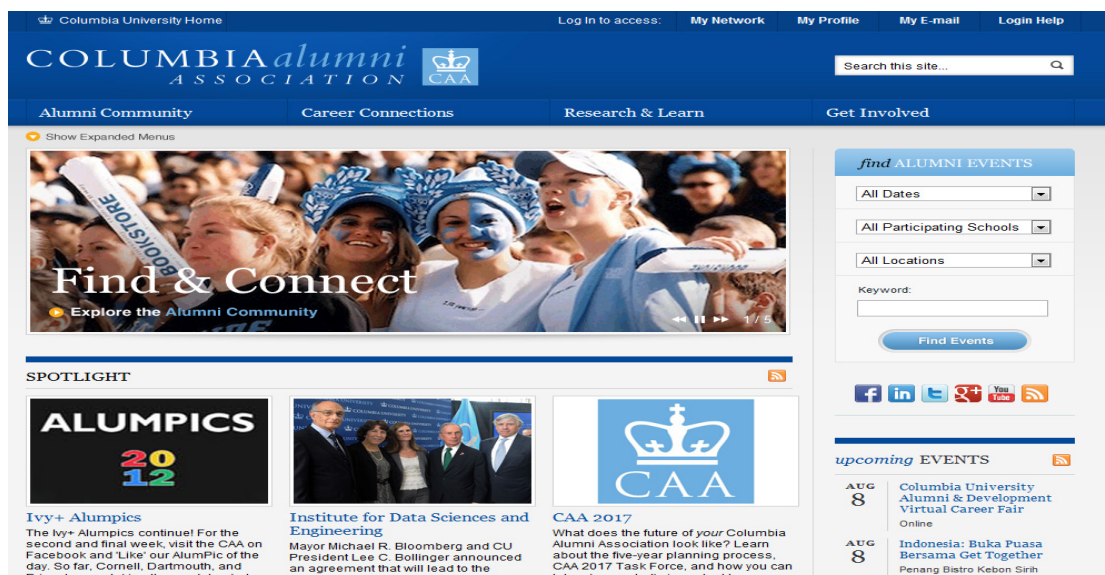 Columbia University Home
Log In to access: My Network My Profile My E-mail Login Help
COLUMBIA alumni
ASSOCIATION
CAA
Search this site...
Alumni Community Career Connections Research & Learn Get Involved
Show Expanded Menus
BOOKSTORE
U
Find & Connect
Explore the Alumni Community
1 / 5
find ALUMNI EVENTS
All Dates
All Participating Schools
All Locations
Keyword:
Find Events
f in t g+ You Tube
SPOTLIGHT
ALUMPICS
20
12
Ivy+ Alumpics
The Ivy+ Alumpics continue! For the
second and final week, visit the CAA on
Facebook and 'Like' our AlumPic of the
day. So far, Cornell, Dartmouth, and
COLUMBIA UNIVERSITY
Institute for Data Sciences and
Engineering
Mayor Michael R. Bloomberg and CU
President Lee C. Bollinger announced
an agreement that will lead to the
CAA
CAA 2017
What does the future of your Columbia
Alumni Association look like? Learn
about the five-year planning process,
CAA 2017 Task Force, and how you can
upcoming EVENTS
AUG
8
Columbia University
Alumni & Development
Virtual Career Fair
Online
AUG
8
Indonesia: Buka Puasa
Bersama Get Together
Penang Bistro Kebon Sirih